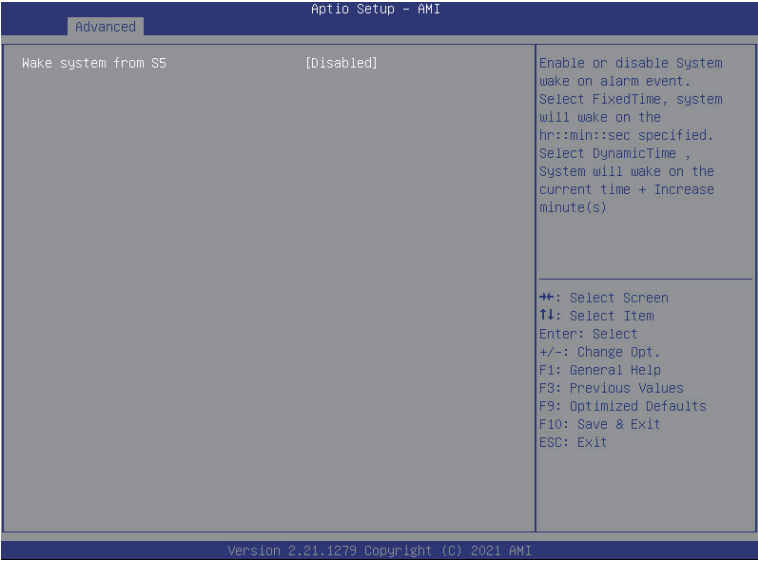 Aptio Setup – AMI
Advanced
Wake system from S5 [Disabled]
Enable or disable System
wake on alarm event.
Select FixedTime, system
will wake on the
hr::min::sec specified.
Select DynamicTime ,
System will wake on the
current time + Increase
minute(s)
→←: Select Screen
↑↓: Select Item
Enter: Select
+/-: Change Opt.
F1: General Help
F3: Previous Values
F9: Optimized Defaults
F10: Save & Exit
ESC: Exit
Version 2.21.1279 Copyright (C) 2021 AMI